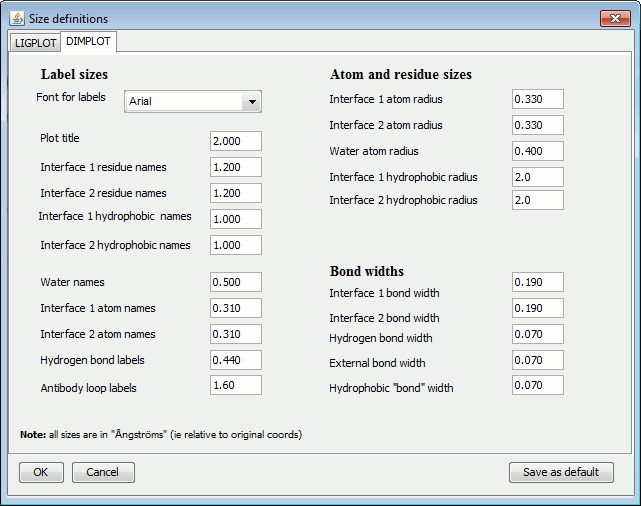 Size definitions
LIGPLOT DIMPLOT
Label sizes
Font for labels Arial
Plot title 2.000
Interface 1 residue names 1.200
Interface 2 residue names 1.200
Interface 1 hydrophobic names 1.000
Interface 2 hydrophobic names 1.000
Water names 0.500
Interface 1 atom names 0.310
Interface 2 atom names 0.310
Hydrogen bond labels 0.440
Antibody loop labels 1.60
Atom and residue sizes
Interface 1 atom radius 0.330
Interface 2 atom radius 0.330
Water atom radius 0.400
Interface 1 hydrophobic radius 2.0
Interface 2 hydrophobic radius 2.0
Bond widths
Interface 1 bond width 0.190
Interface 2 bond width 0.190
Hydrogen bond width 0.070
External bond width 0.070
Hydrophobic "bond" width 0.070
Note: all sizes are in "Ångströms" (ie relative to original coords)
OK Cancel Save as default